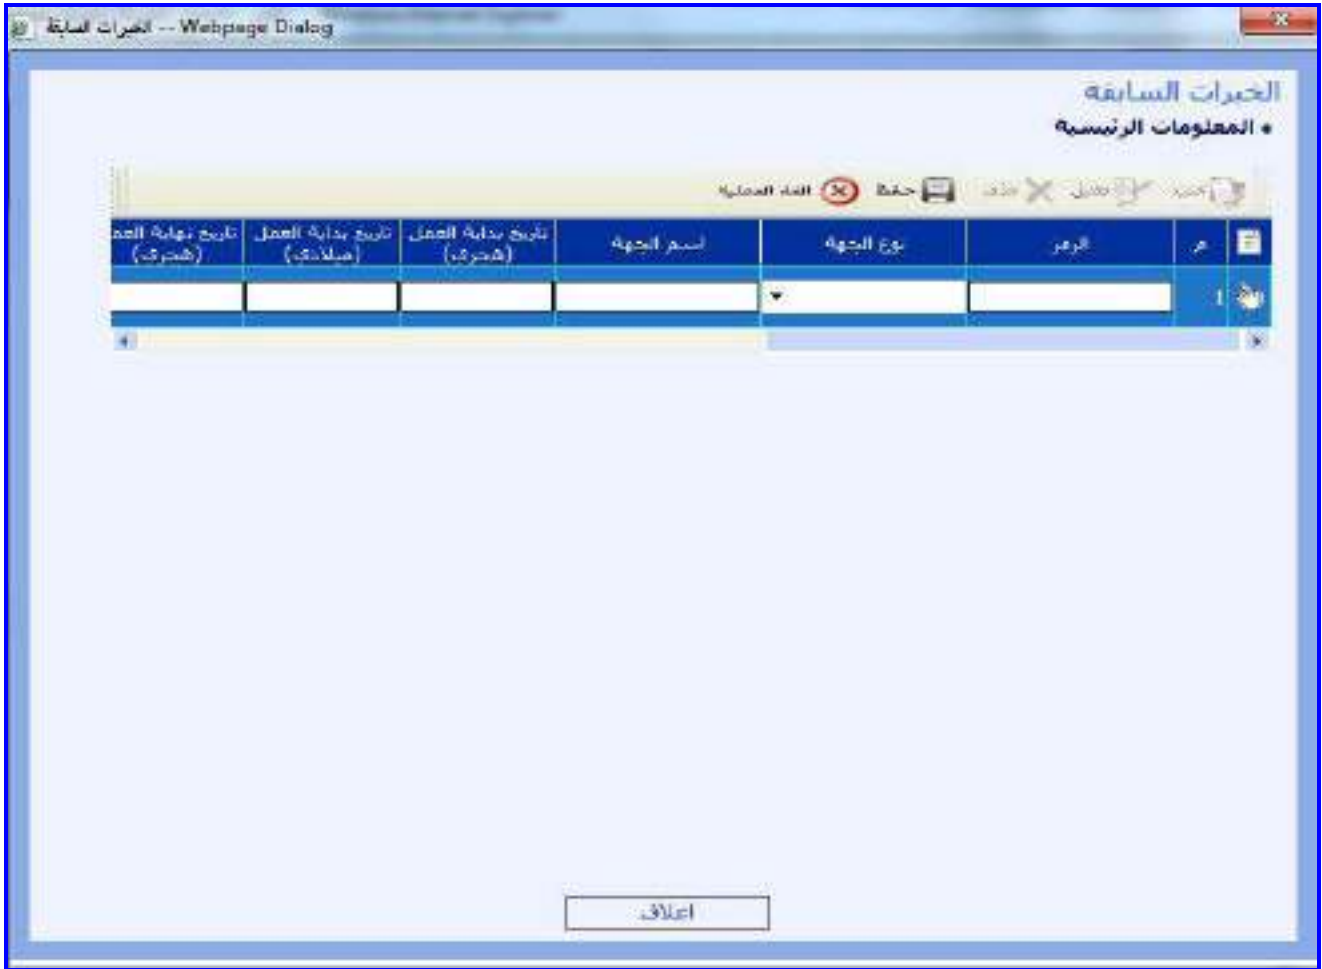 الخبرات السابقة -- Webpage Dialog
الخبرات السابقة
• المعلومات الرئيسية
جديد تعديل حذف حفظ الغاء العملية
م الرمز نوع الجهة اسم الجهة تاريخ بداية العمل (هجري) تاريخ بداية العمل (ميلادي) تاريخ نهاية العم (هجري)
1
اغلاق